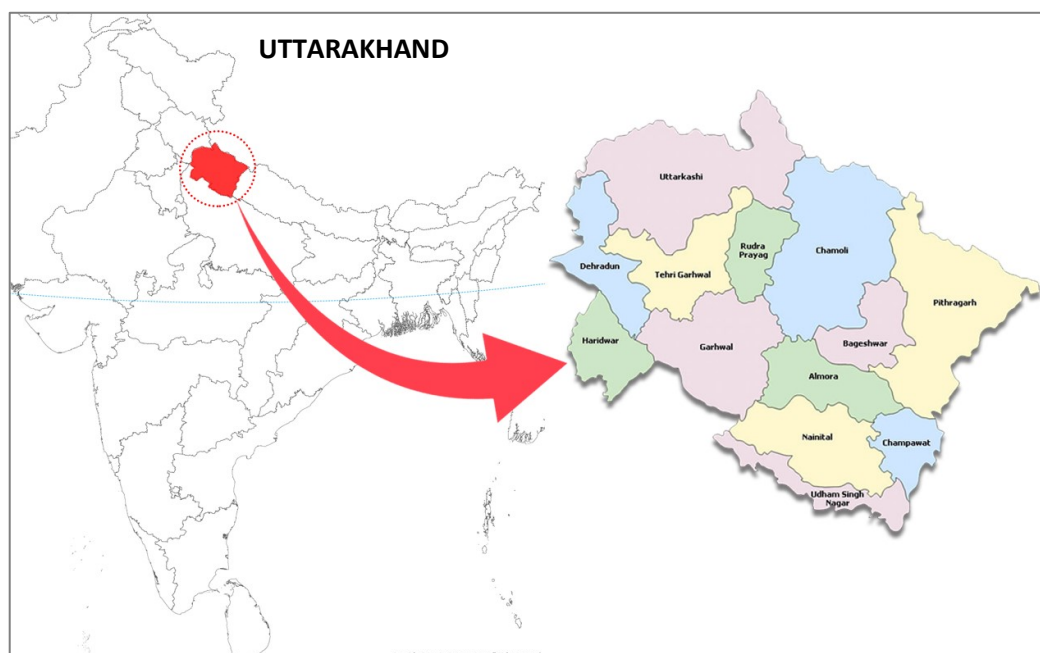 UTTARAKHAND
Uttarkashi
Dehradun
Tehri Garhwal
Rudra
Prayag
Chamoli
Pithragarh
Haridwar
Garhwal
Bageshwar
Almora
Nainital
Champawat
Udham Singh
Nagar